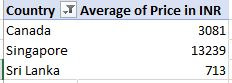 Country Average of Price in INR
Canada 3081
Singapore 13239
Sri Lanka 713